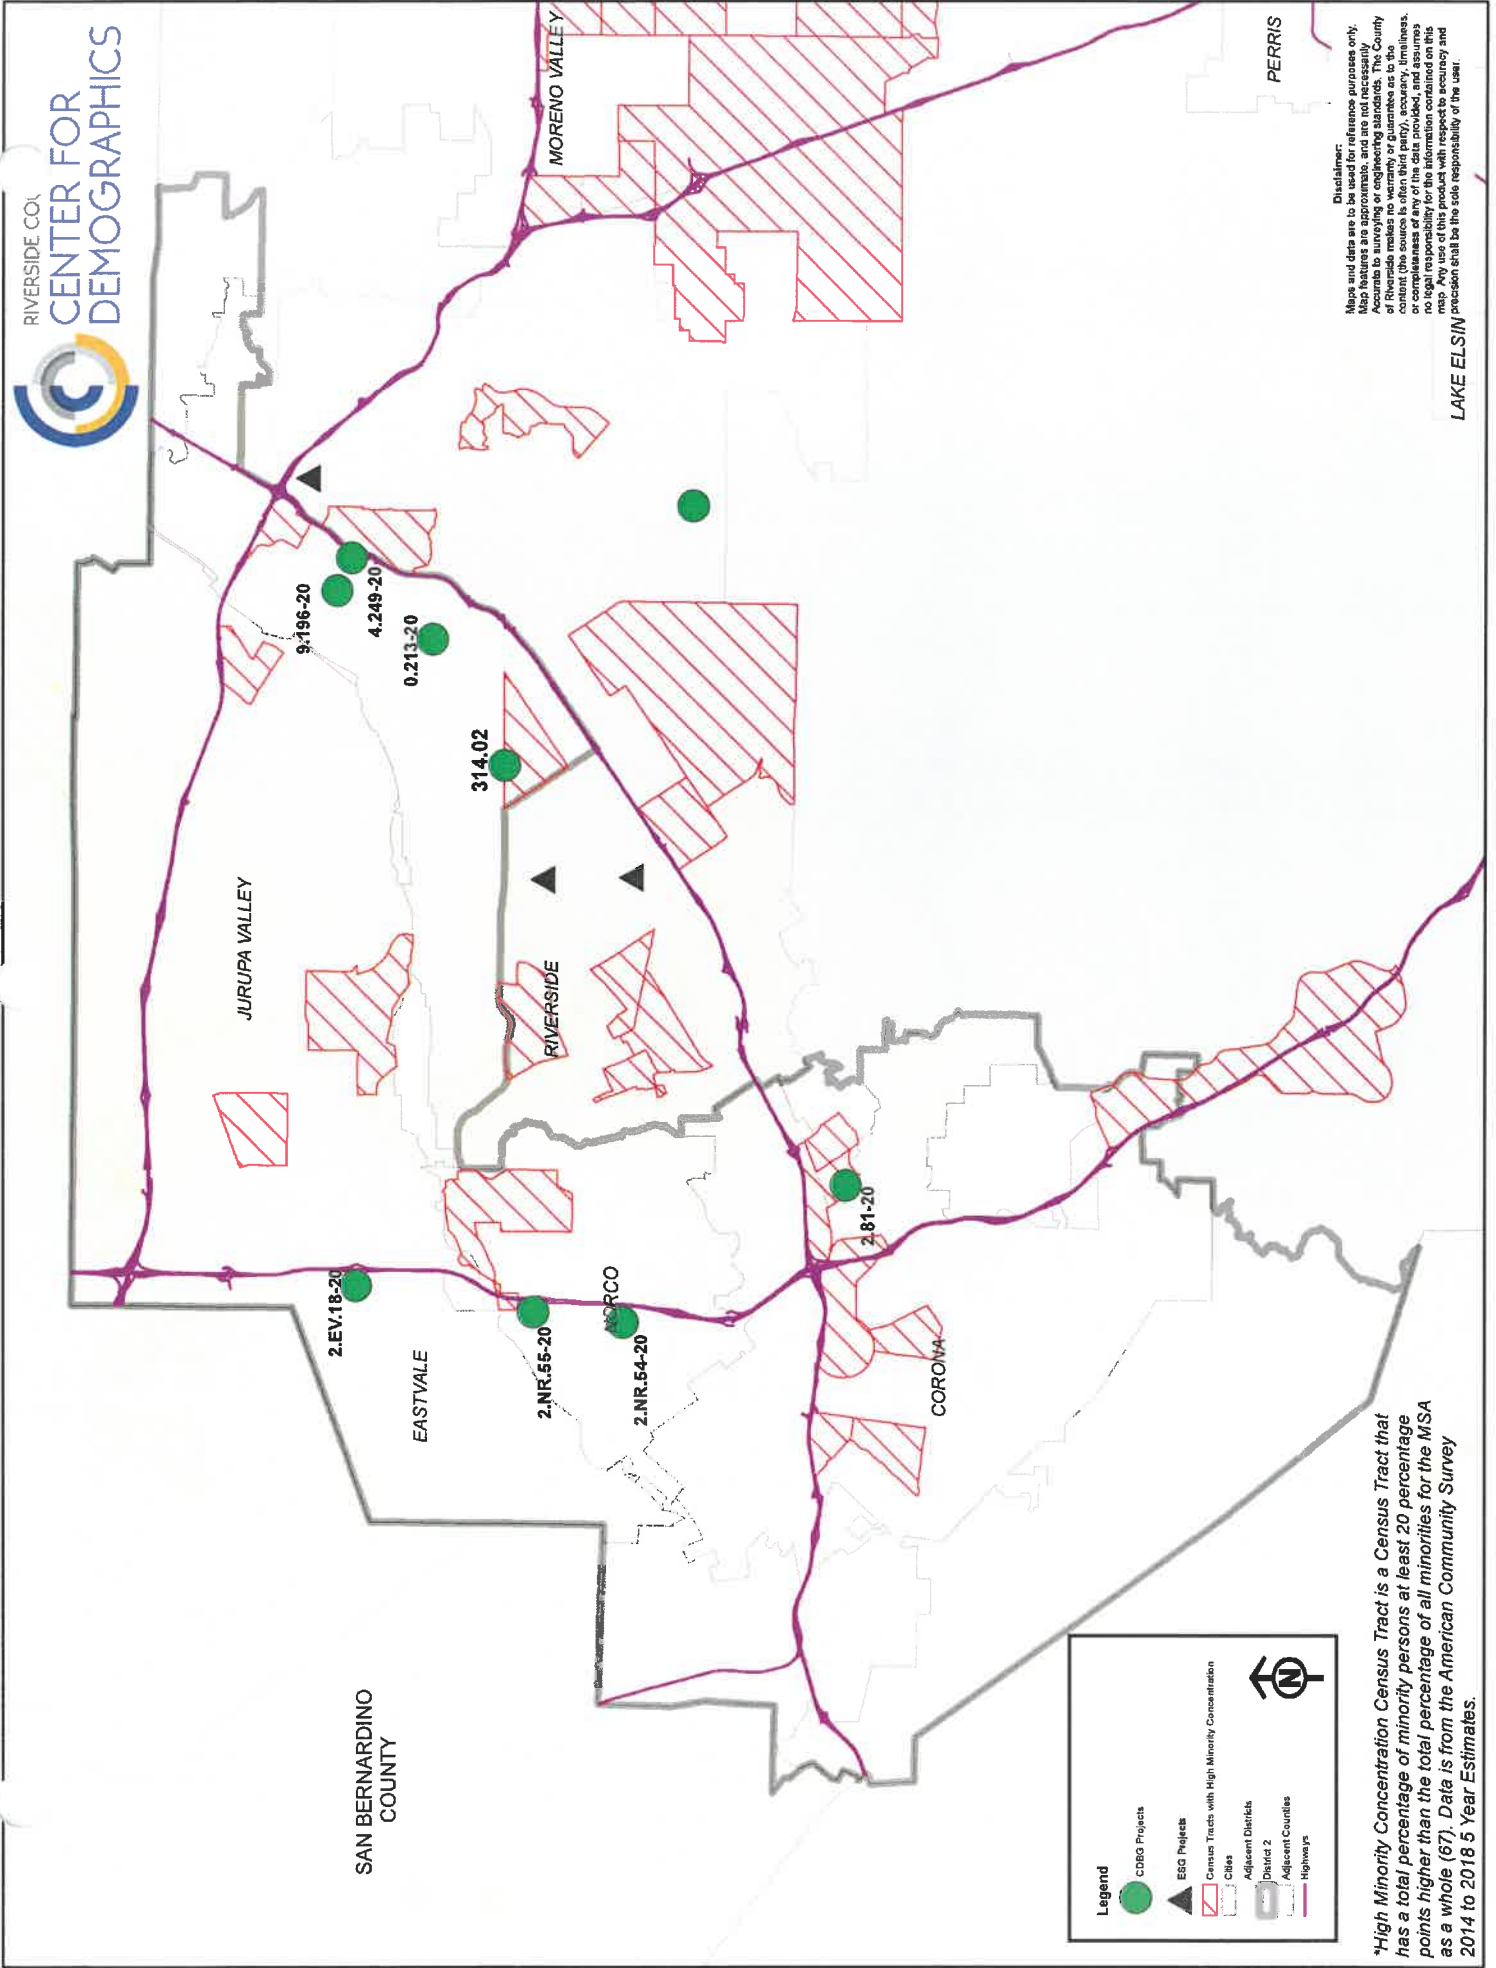 RIVERSIDE CO
CENTER FOR
DEMOGRAPHICS
SAN BERNARDINO
COUNTY
JURUPA VALLEY
EASTVALE
RIVERSIDE
NORCO
CORONA
MORENO VALLEY
PERRIS
LAKE ELSIN
9.196-20
4.249-20
0.213-20
314.02
2.EV.18-20
2.NR.55-20
2.NR.54-20
2.81-20
Legend
CDBG Projects
ESG Projects
Census Tracts with High Minority Concentration
Cities
Adjacent Districts
District 2
Adjacent Counties
Highways
N
*High Minority Concentration Census Tract is a Census Tract that
has a total percentage of minority persons at least 20 percentage
points higher than the total percentage of all minorities for the MSA
as a whole (67). Data is from the American Community Survey
2014 to 2018 5 Year Estimates.
Disclaimer:
Maps and data are to be used for reference purposes only.
Map features are approximate, and are not necessarily
accurate to surveying or engineering standards. The County
of Riverside makes no warranty or guarantee as to the
content (the source is often third party), accuracy, timeliness,
or completeness of any of the data provided, and assumes
no legal responsibility for the information contained on this
map. Any use of this product with respect to accuracy and
precision shall be the sole responsibility of the user.